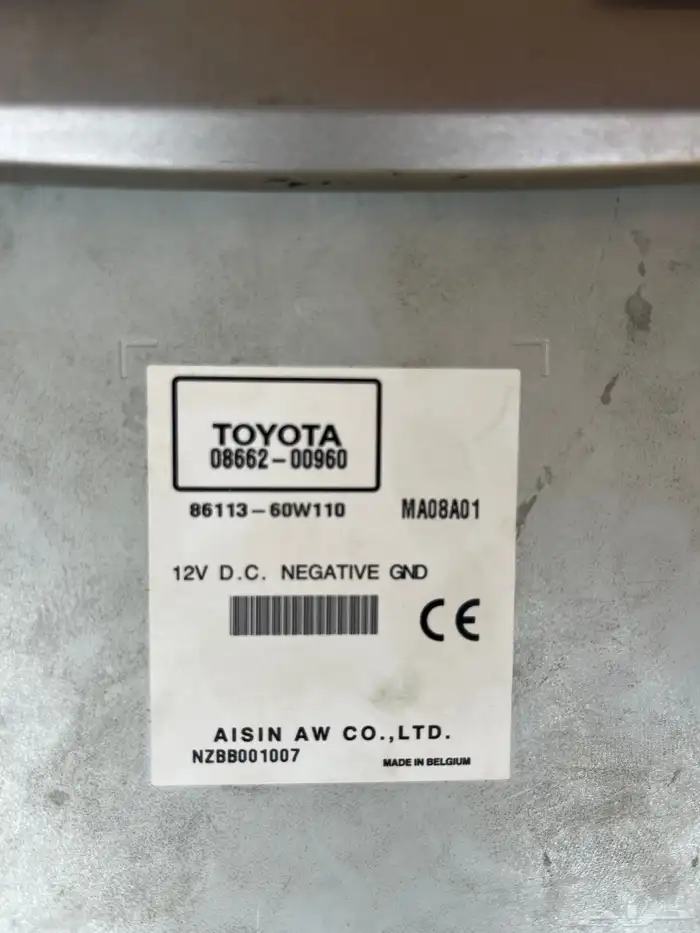 TOYOTA
08662-00960
86113-60W110 MA08A01
12V D.C. NEGATIVE GND
CE
AISIN AW CO.,LTD.
NZBB001007
MADE IN BELGIUM